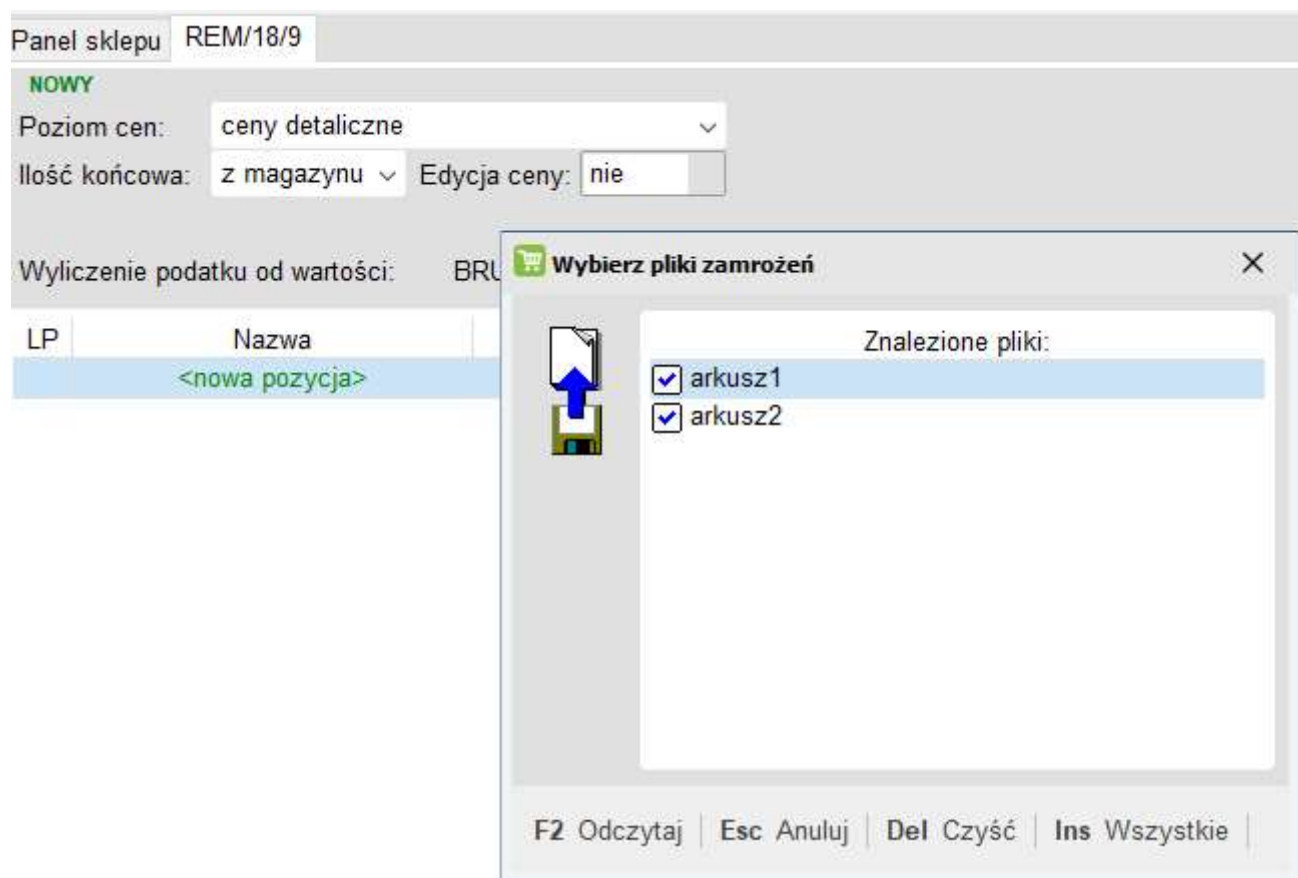 Panel sklepu REM/18/9
NOWY
Poziom cen: ceny detaliczne
Ilość końcowa: z magazynu Edycja ceny: nie
Wyliczenie podatku od wartości:
LP Nazwa
<nowa pozycja>
Wybierz pliki zamrożeń
Znalezione pliki:
arkusz1
arkusz2
F2 Odczytaj Esc Anuluj Del Czyść Ins Wszystkie